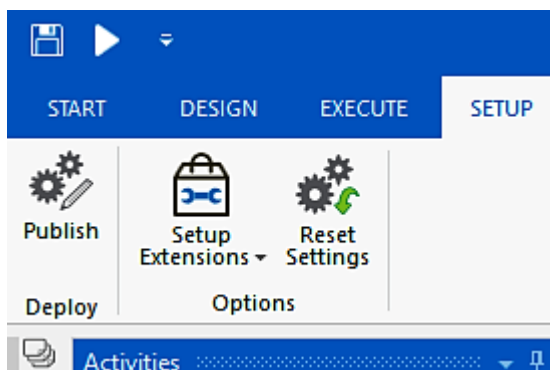 START DESIGN EXECUTE SETUP
Publish
Setup
Extensions
Reset
Settings
Deploy
Options
Activities